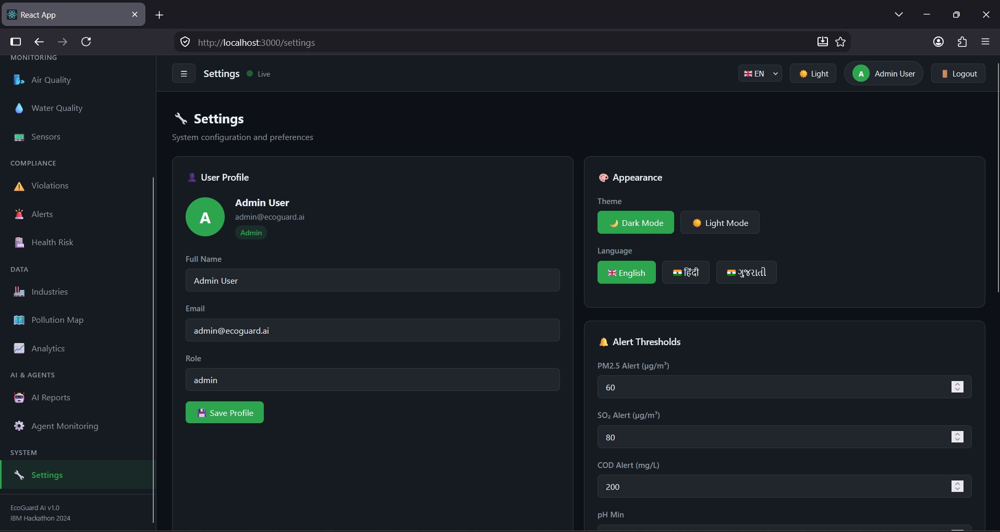 React App
http://localhost:3000/settings
MONITORING
Air Quality
Water Quality
Sensors
COMPLIANCE
Violations
Alerts
Health Risk
DATA
Industries
Pollution Map
Analytics
AI & AGENTS
AI Reports
Agent Monitoring
SYSTEM
Settings
EcoGuard AI v1.0
IBM Hackathon 2024
Settings Live
EN
Light
A Admin User
Logout
Settings
System configuration and preferences
User Profile
A
Admin User
admin@ecoguard.ai
Admin
Full Name
Admin User
Email
admin@ecoguard.ai
Role
admin
Save Profile
Appearance
Theme
Dark Mode
Light Mode
Language
English
हिंदी
ગુજરાતી
Alert Thresholds
PM2.5 Alert (µg/m³)
60
SO₂ Alert (µg/m³)
80
COD Alert (mg/L)
200
pH Min